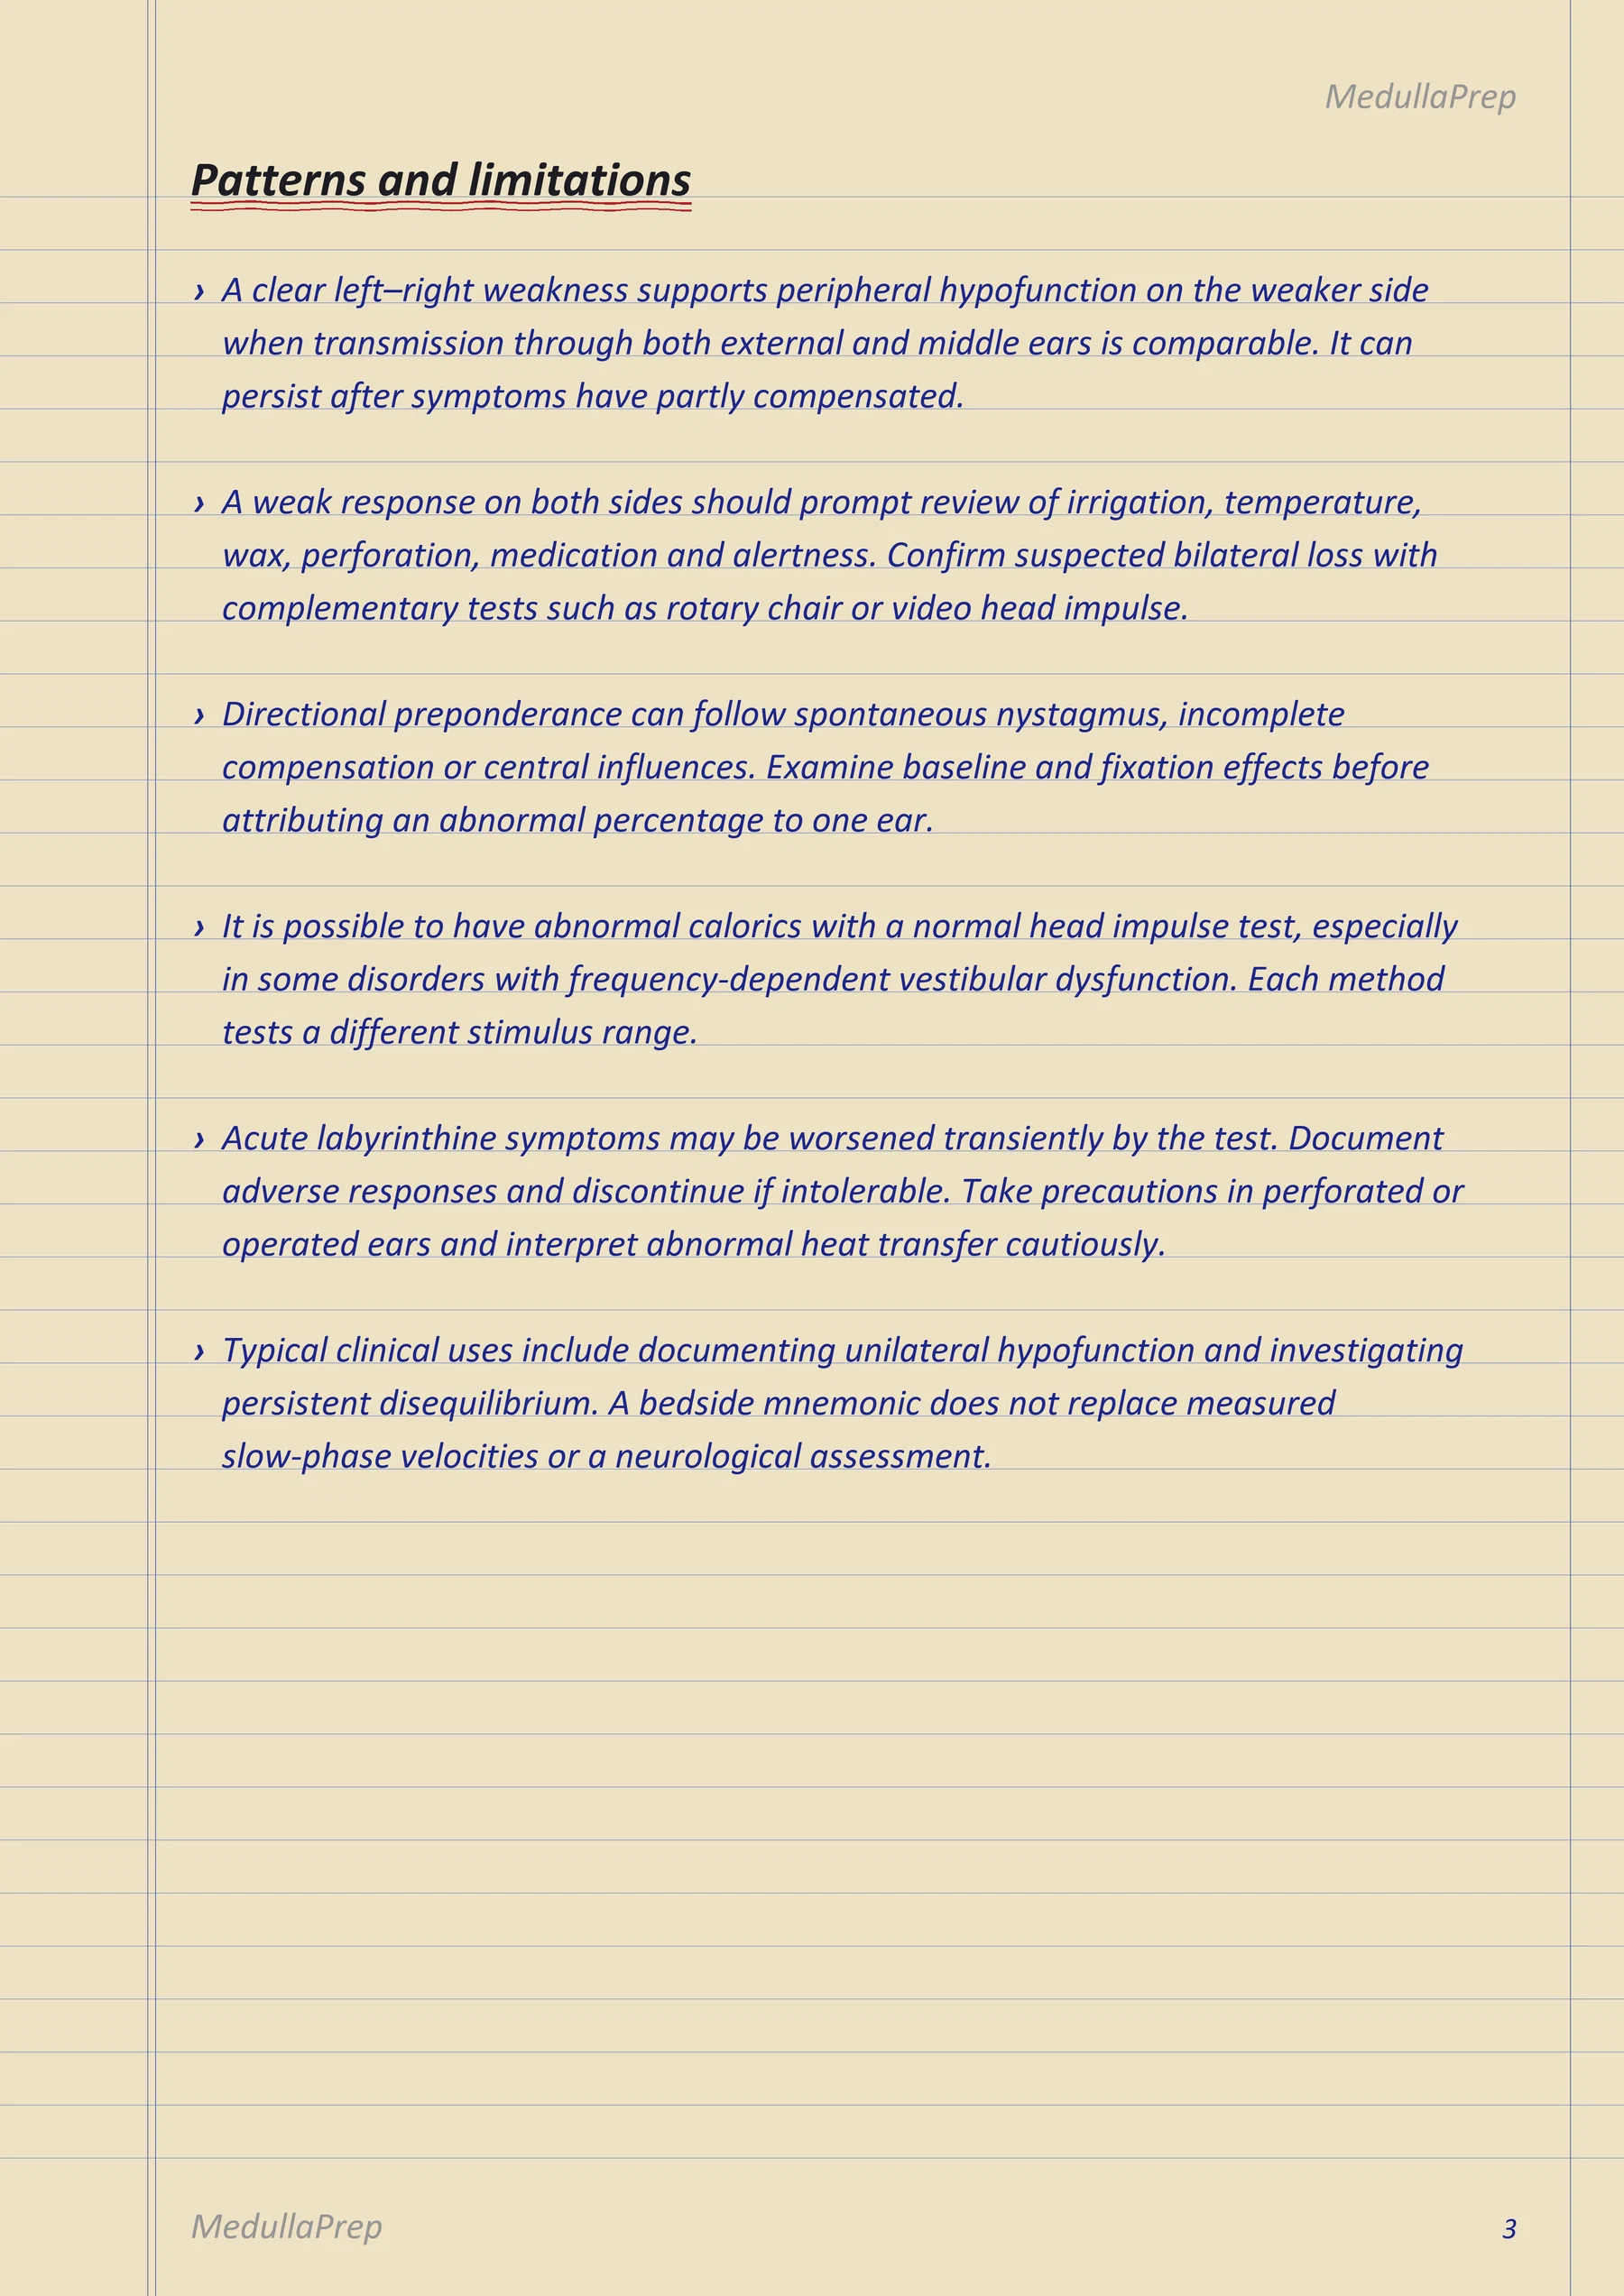 MedullaPrep
Patterns and limitations
› A clear left–right weakness supports peripheral hypofunction on the weaker side
when transmission through both external and middle ears is comparable. It can
persist after symptoms have partly compensated.
› A weak response on both sides should prompt review of irrigation, temperature,
wax, perforation, medication and alertness. Confirm suspected bilateral loss with
complementary tests such as rotary chair or video head impulse.
› Directional preponderance can follow spontaneous nystagmus, incomplete
compensation or central influences. Examine baseline and fixation effects before
attributing an abnormal percentage to one ear.
› It is possible to have abnormal calorics with a normal head impulse test, especially
in some disorders with frequency-dependent vestibular dysfunction. Each method
tests a different stimulus range.
› Acute labyrinthine symptoms may be worsened transiently by the test. Document
adverse responses and discontinue if intolerable. Take precautions in perforated or
operated ears and interpret abnormal heat transfer cautiously.
› Typical clinical uses include documenting unilateral hypofunction and investigating
persistent disequilibrium. A bedside mnemonic does not replace measured
slow-phase velocities or a neurological assessment.
MedullaPrep
3